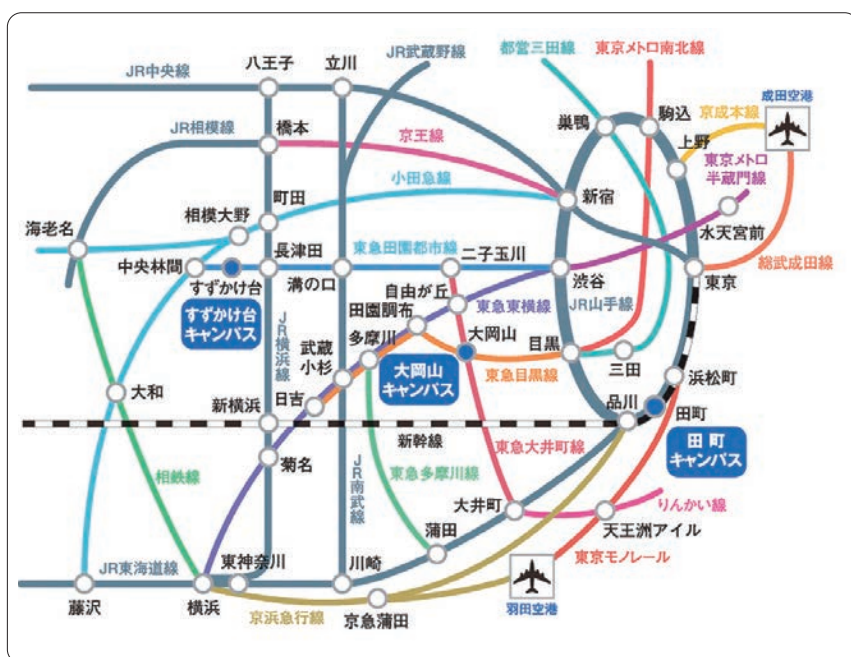 JR中央線
八王子
立川
JR武蔵野線
都営三田線
東京メトロ南北線
JR相模線
橋本
京王線
巣鴨
駒込
京成本線
成田空港
上野
東京メトロ
半蔵門線
小田急線
町田
新宿
相模大野
海老名
水天宮前
中央林間
長津田
東急田園都市線
二子玉川
総武成田線
すずかけ台
溝の口
渋谷
東京
すずかけ台
キャンパス
自由が丘
東急東横線
JR山手線
田園調布
大岡山
JR横浜線
武蔵
小杉
多摩川
目黒
大岡山
キャンパス
東急目黒線
三田
浜松町
大和
新横浜
日吉
品川
田町
新幹線
田町
キャンパス
菊名
東急大井町線
相鉄線
JR南武線
東急多摩川線
大井町
りんかい線
蒲田
天王洲アイル
JR東海道線
東神奈川
川崎
東京モノレール
藤沢
横浜
京浜急行線
京急蒲田
羽田空港